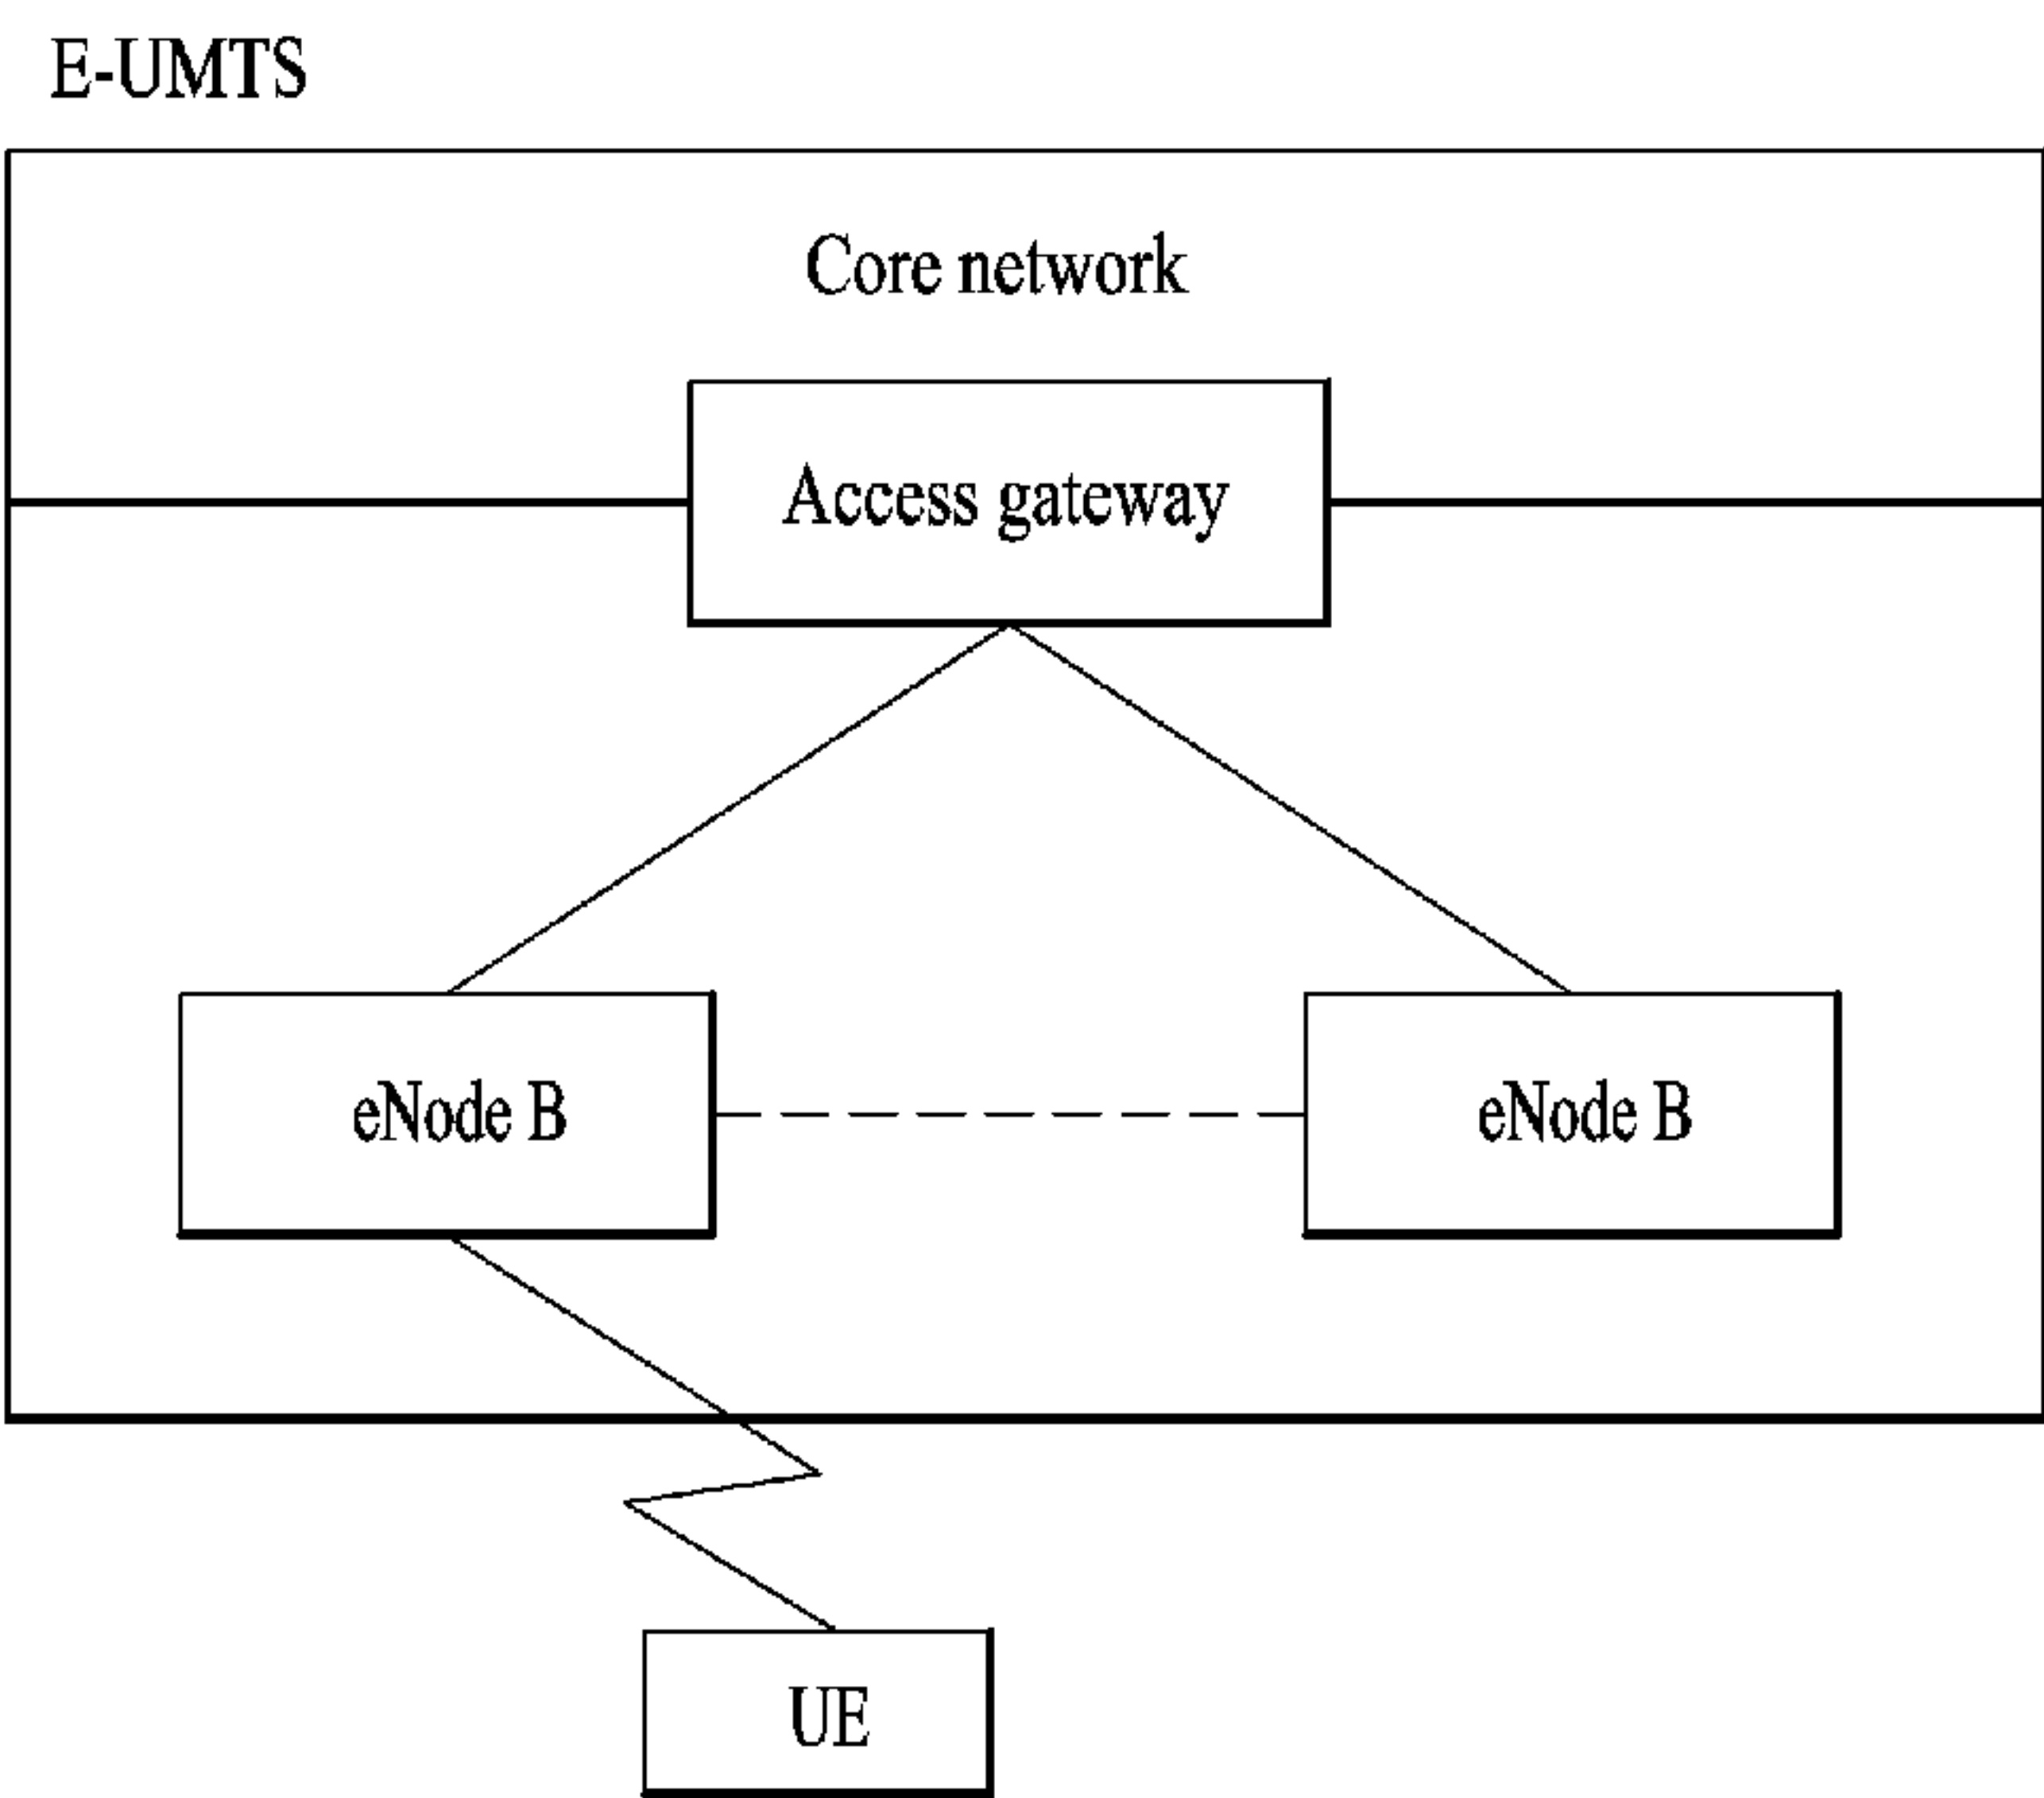 E-UMTS
Core network
Access gateway
eNode B
eNode B
UE